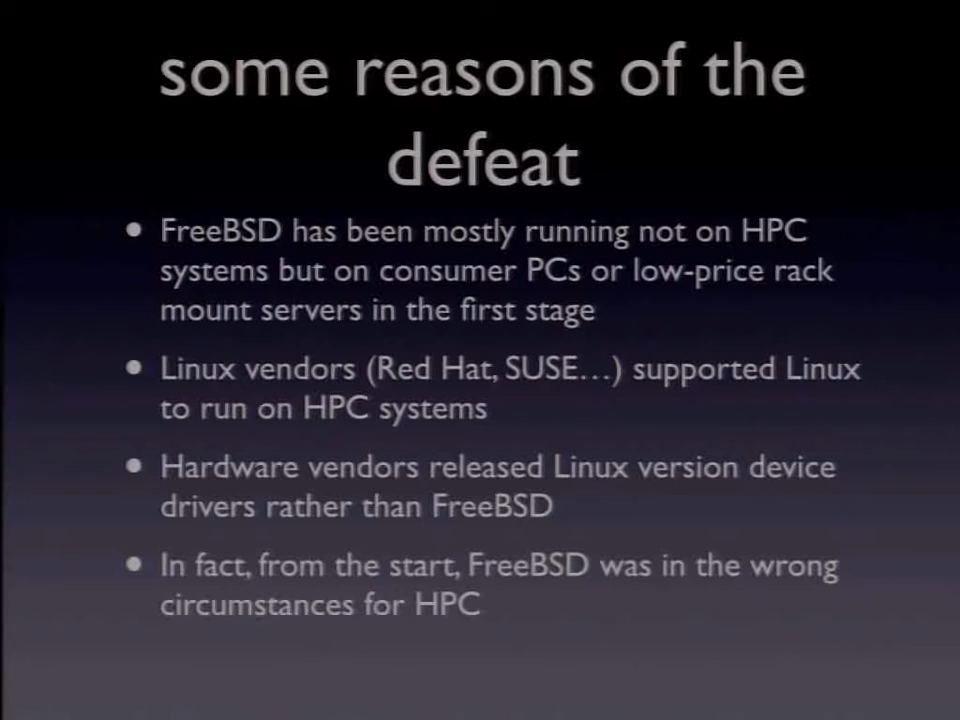 some reasons of the
defeat
• FreeBSD has been mostly running not on HPC
systems but on consumer PCs or low-price rack
mount servers in the first stage
• Linux vendors (Red Hat, SUSE...) supported Linux
to run on HPC systems
• Hardware vendors released Linux version device
drivers rather than FreeBSD
• In fact, from the start, FreeBSD was in the wrong
circumstances for HPC